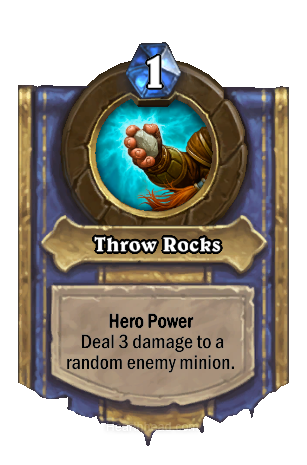 1
Throw Rocks
Hero Power
Deal 3 damage to a
random enemy minion.